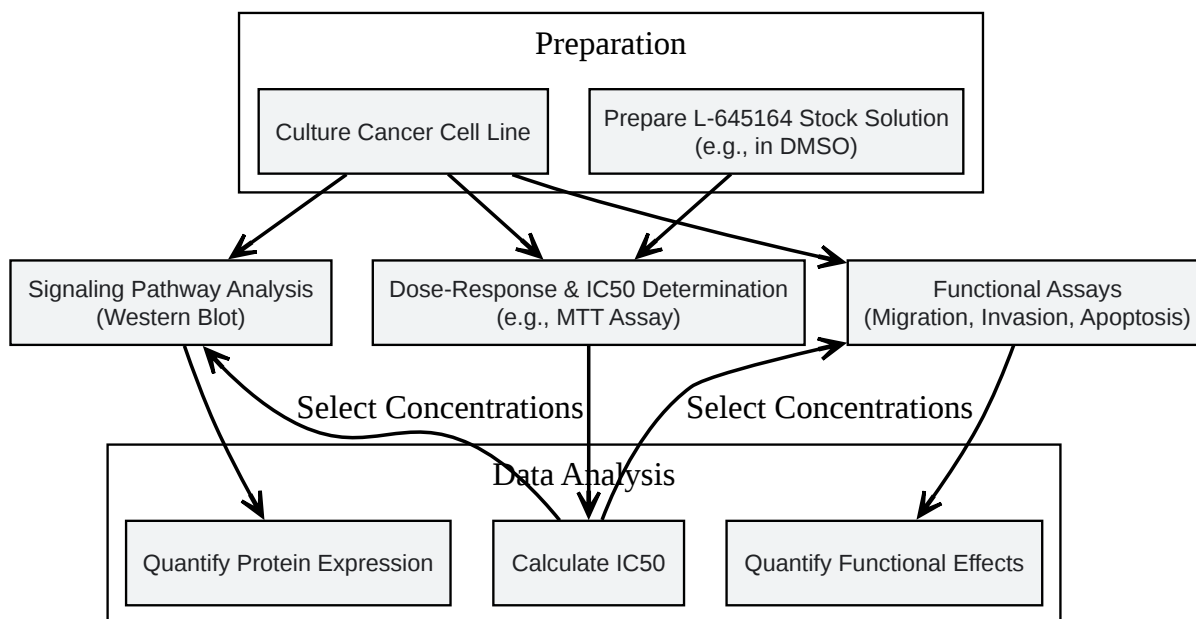 Preparation
Culture Cancer Cell Line
Prepare L-645164 Stock Solution
(e.g., in DMSO)
Signaling Pathway Analysis
(Western Blot)
Dose-Response & IC50 Determination
(e.g., MTT Assay)
Functional Assays
(Migration, Invasion, Apoptosis)
Select Concentrations
Select Concentrations
Data Analysis
Quantify Protein Expression
Calculate IC50
Quantify Functional Effects